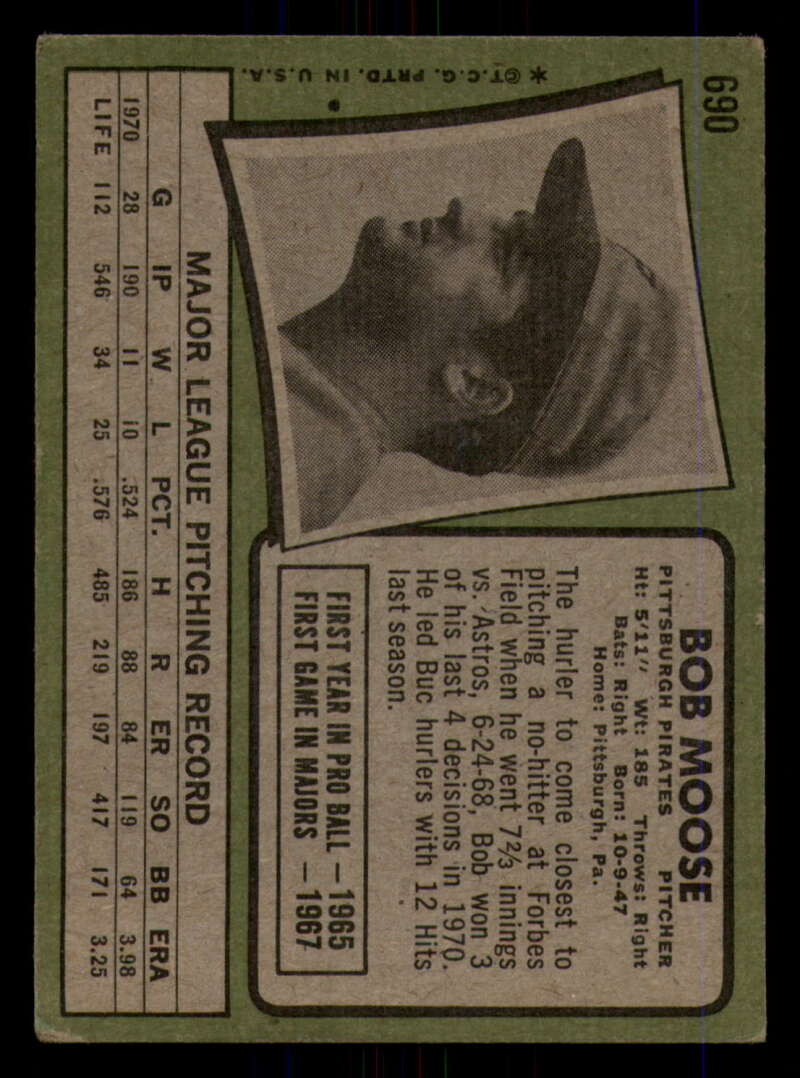 690
* ©T.C.G. PRTD. IN U.S.A.
BOB MOOSE
PITTSBURGH PIRATES PITCHER
Ht: 5'11" Wt: 185 Throws: Right
Bats: Right Born: 10-9-47
Home: Pittsburgh, Pa.
The hurler to come closest to
pitching a no-hitter at Forbes
Field when he went 7⅔ innings
vs. Astros, 6-24-68, Bob won 3
of his last 4 decisions in 1970.
He led Buc hurlers with 12 Hits
last season.
FIRST YEAR IN PRO BALL — 1965
FIRST GAME IN MAJORS — 1967
MAJOR LEAGUE PITCHING RECORD
G IP W L PCT. H R ER SO BB ERA
1970 28 190 11 10 .524 186 88 84 119 64 3.98
LIFE 112 546 34 25 .576 485 219 197 417 171 3.25